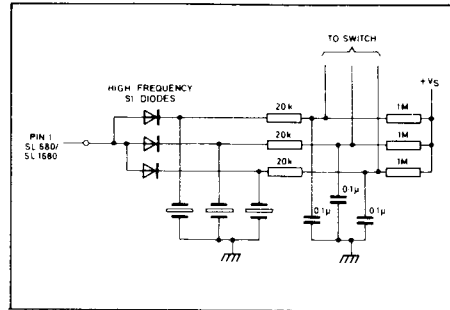 TO SWITCH
HIGH FREQUENCY
SI DIODES
+VS
20k
1M
PIN 1
SL 680/
SL 1680
20k
1M
20k
1M
0.1µ
0.1µ
0.1µ